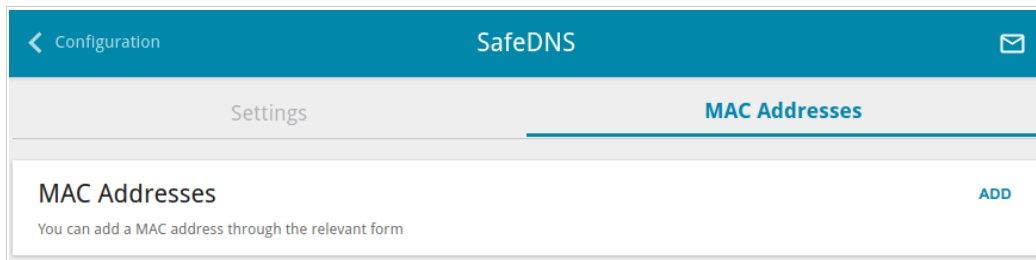 Configuration
SafeDNS
Settings
MAC Addresses
MAC Addresses
ADD
You can add a MAC address through the relevant form